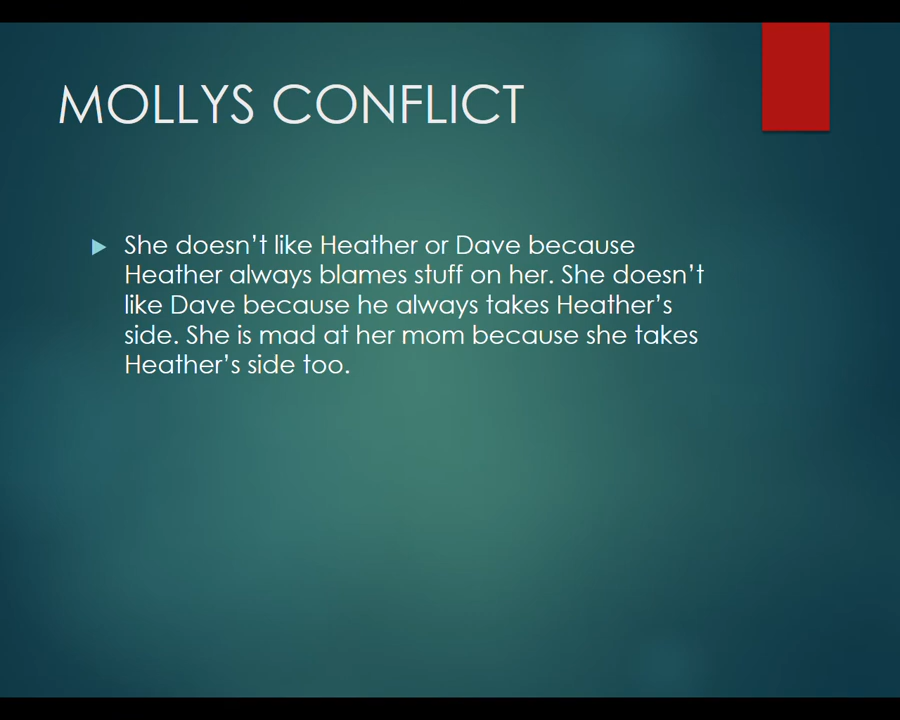 MOLLYS CONFLICT
She doesn’t like Heather or Dave because
Heather always blames stuff on her. She doesn’t
like Dave because he always takes Heather’s
side. She is mad at her mom because she takes
Heather’s side too.